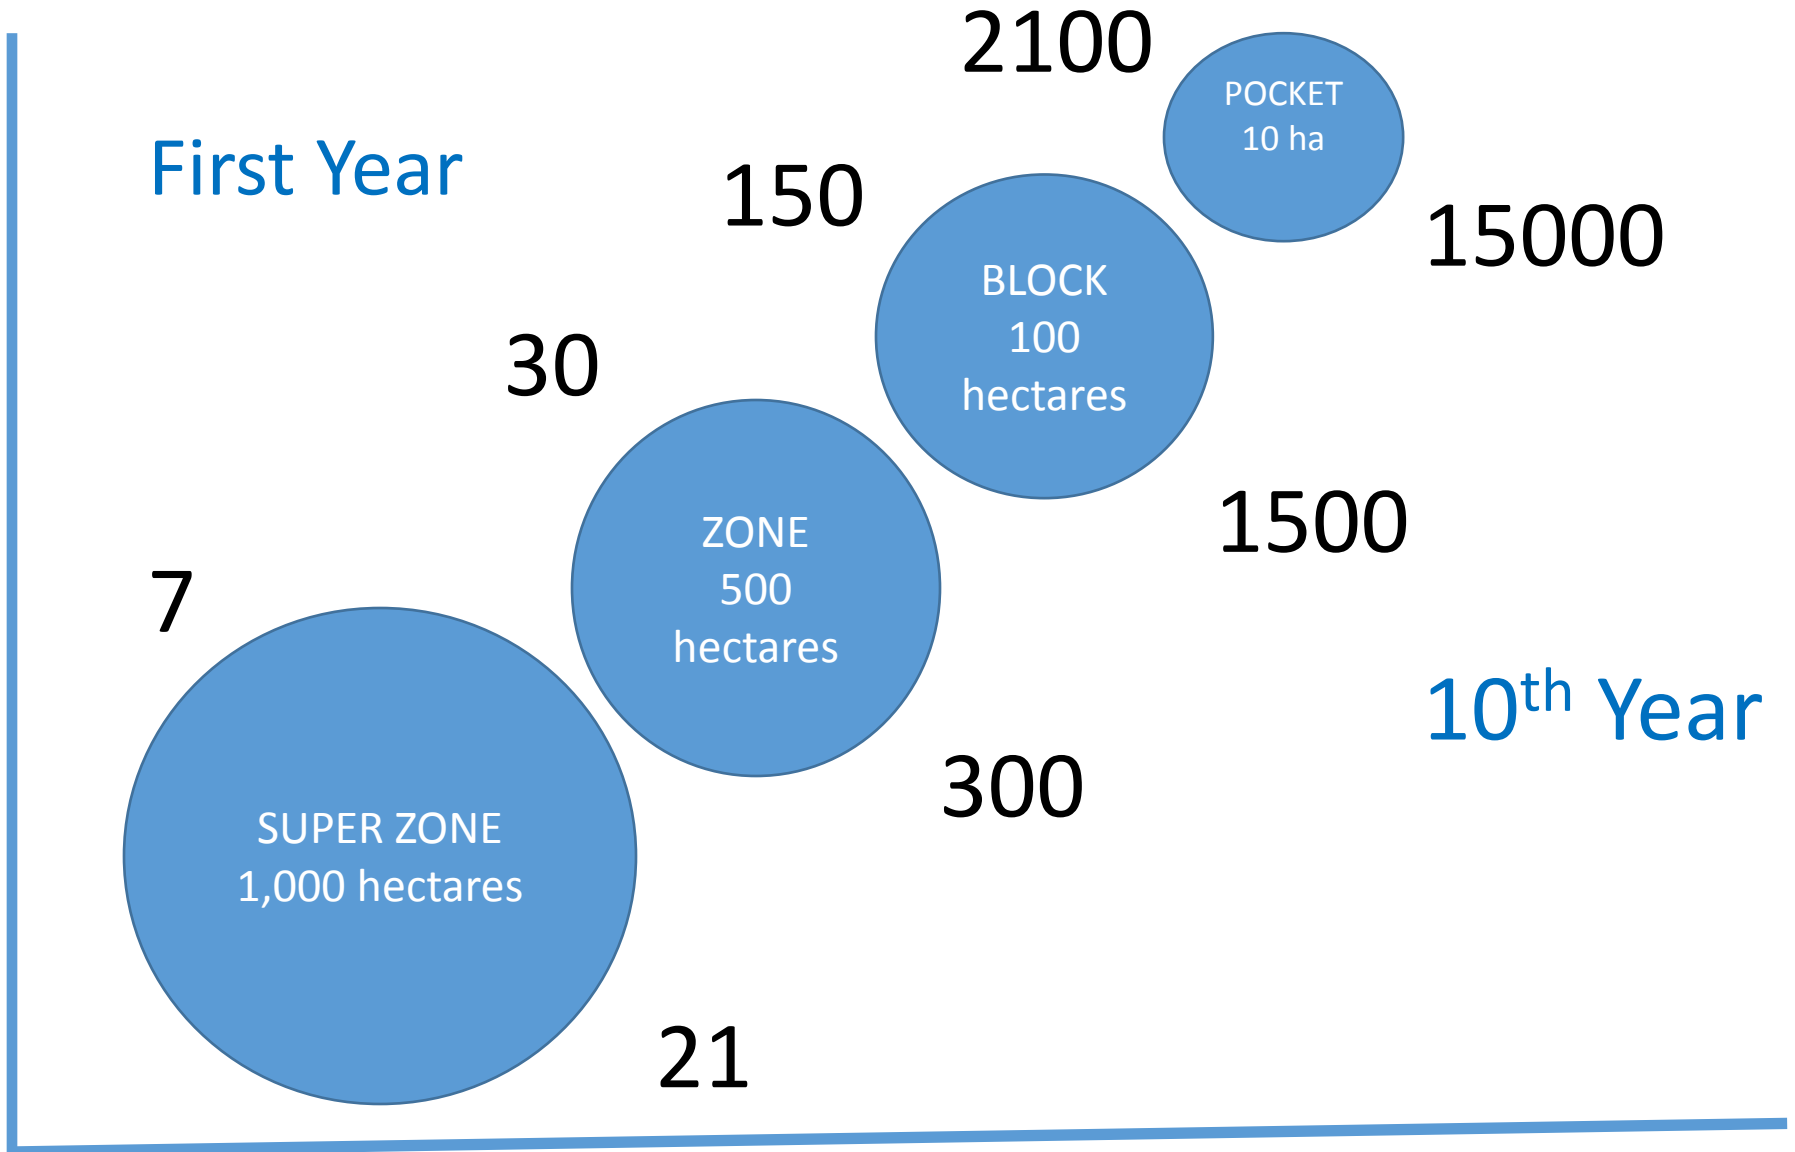 2100
POCKET
10 ha
First Year
150
15000
BLOCK
100
hectares
30
1500
ZONE
500
hectares
7
10th Year
300
SUPER ZONE
1,000 hectares
21